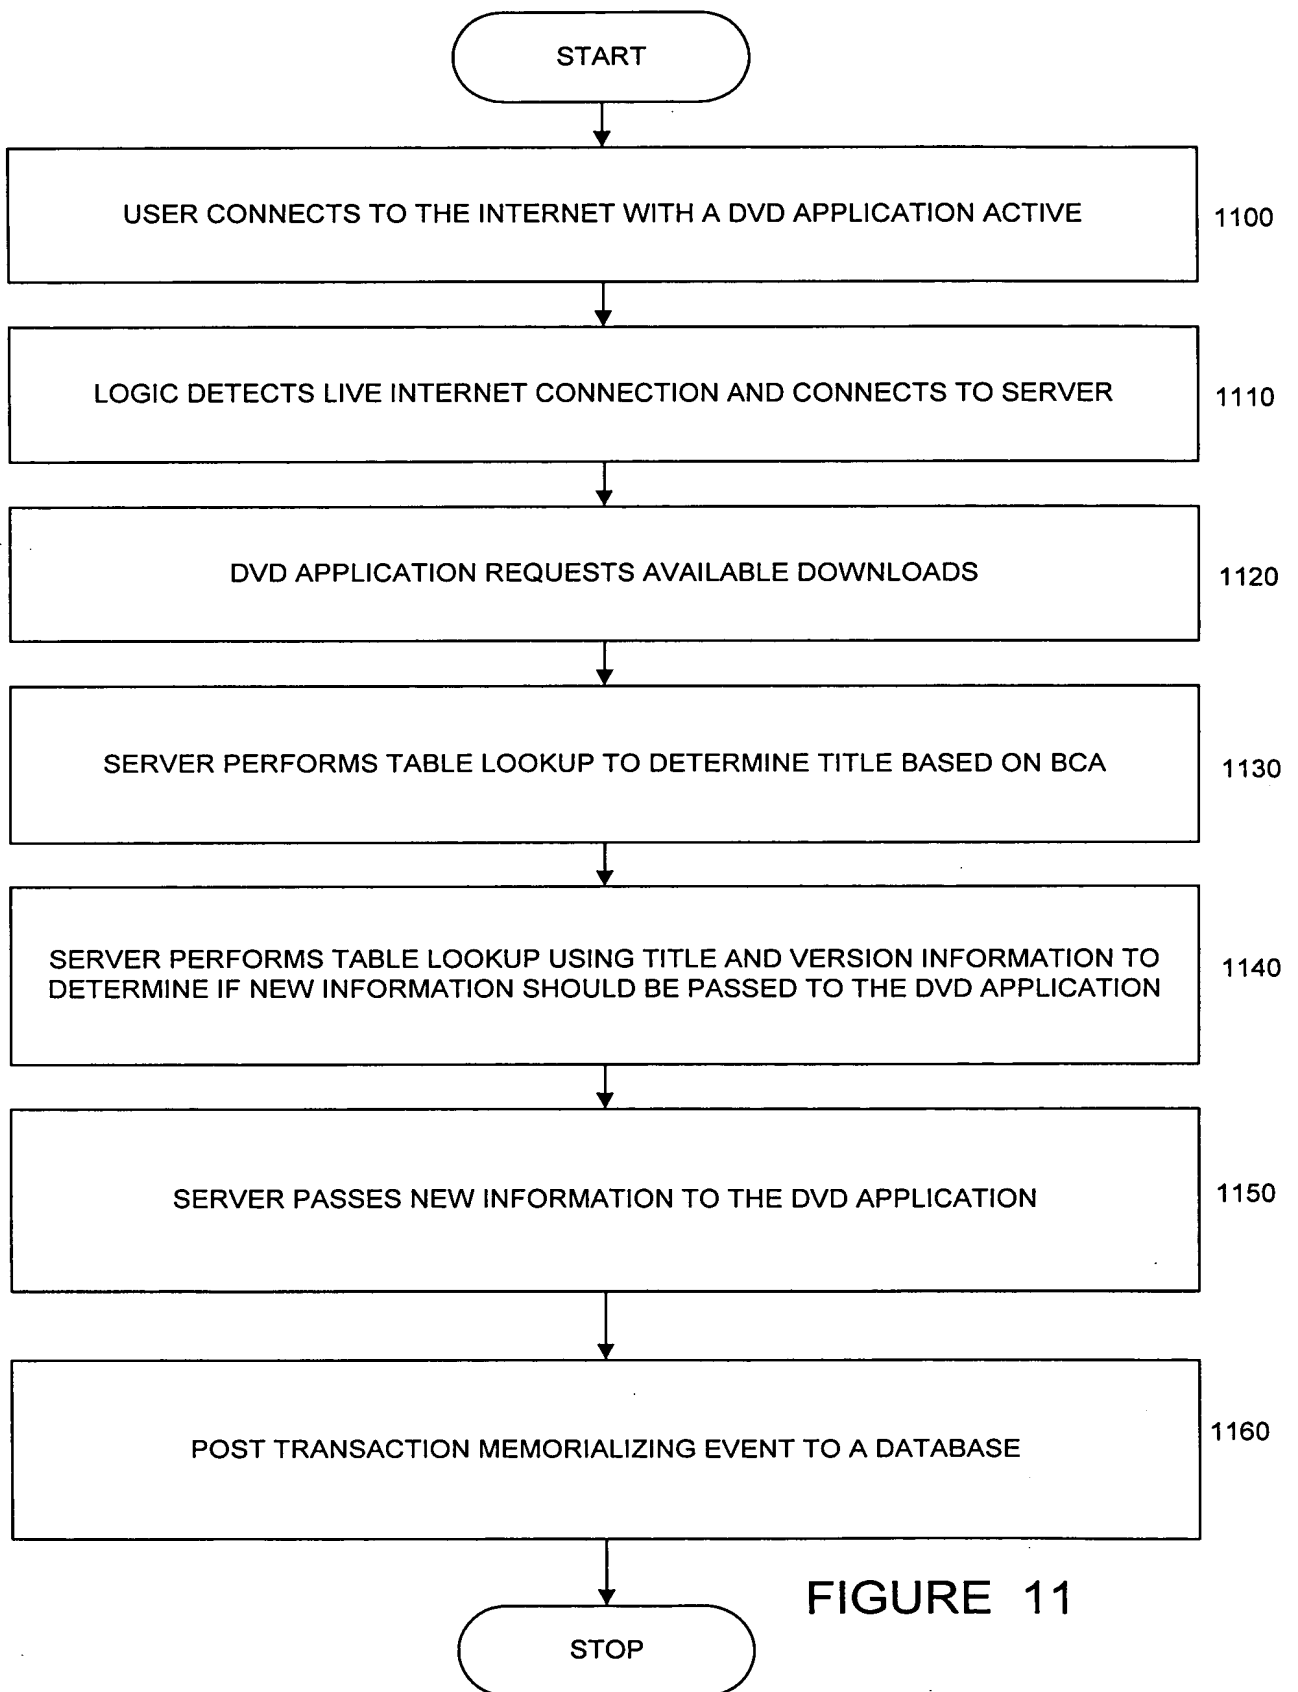 START
USER CONNECTS TO THE INTERNET WITH A DVD APPLICATION ACTIVE
1100
LOGIC DETECTS LIVE INTERNET CONNECTION AND CONNECTS TO SERVER
1110
DVD APPLICATION REQUESTS AVAILABLE DOWNLOADS
1120
SERVER PERFORMS TABLE LOOKUP TO DETERMINE TITLE BASED ON BCA
1130
SERVER PERFORMS TABLE LOOKUP USING TITLE AND VERSION INFORMATION TO
DETERMINE IF NEW INFORMATION SHOULD BE PASSED TO THE DVD APPLICATION
1140
SERVER PASSES NEW INFORMATION TO THE DVD APPLICATION
1150
POST TRANSACTION MEMORIALIZING EVENT TO A DATABASE
1160
FIGURE 11
STOP